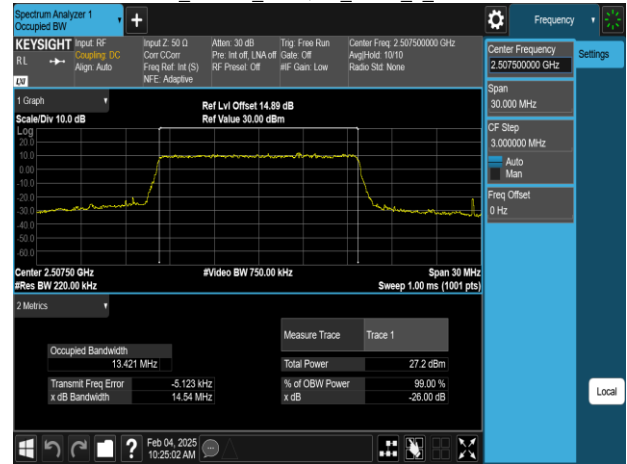 Spectrum Analyzer 1
Occupied BW
Frequency
KEYSIGHT
RL
LXI
Input: RF
Coupling: DC
Align: Auto
Input Z: 50 Ω
Corr CCorr
Freq Ref: Int (S)
NFE: Adaptive
Atten: 30 dB
Pre: Int off, LNA off
RF Presel: Off
Trig: Free Run
Gate: Off
#IF Gain: Low
Center Freq: 2.507500000 GHz
Avg|Hold: 10/10
Radio Std: None
1 Graph
Scale/Div 10.0 dB
Ref Lvl Offset 14.89 dB
Ref Value 30.00 dBm
Log
20.0
10.0
0.00
-10.0
-20.0
-30.0
-40.0
-50.0
-60.0
Center 2.50750 GHz
#Video BW 750.00 kHz
Span 30 MHz
#Res BW 220.00 kHz
Sweep 1.00 ms (1001 pts)
2 Metrics
Measure Trace Trace 1
Occupied Bandwidth
13.421 MHz
Total Power 27.2 dBm
Transmit Freq Error -5.123 kHz
% of OBW Power 99.00 %
x dB Bandwidth 14.54 MHz
x dB -26.00 dB
Center Frequency
2.507500000 GHz
Settings
Span
30.000 MHz
CF Step
3.000000 MHz
Auto
Man
Freq Offset
0 Hz
Local
?
Feb 04, 2025
10:25:02 AM